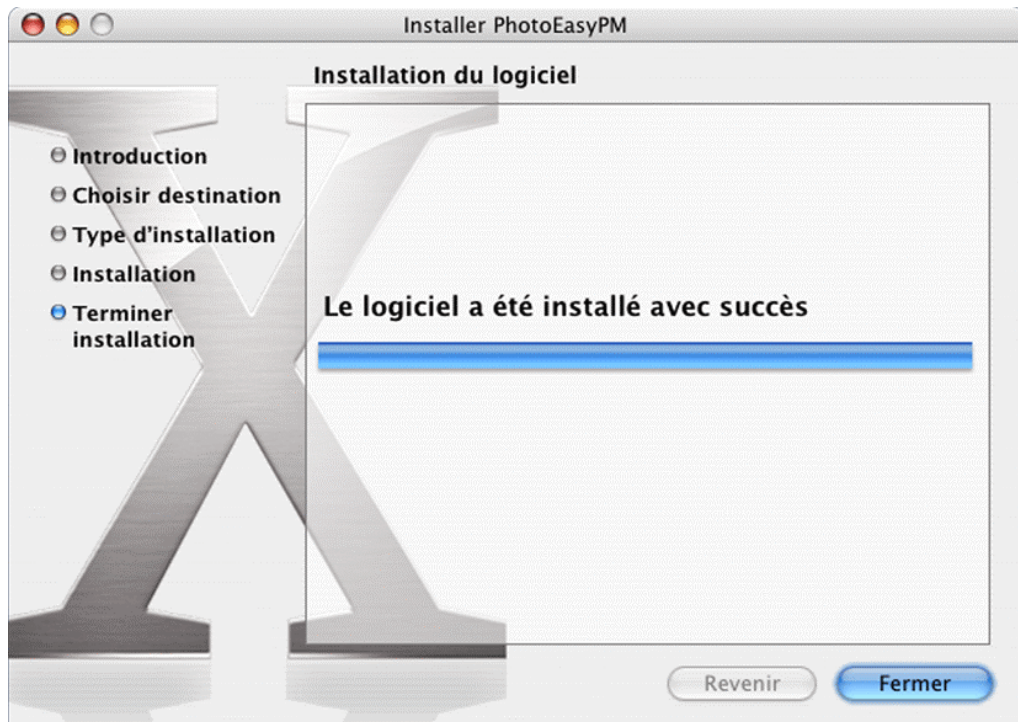 Installer PhotoEasyPM
Installation du logiciel
Introduction
Choisir destination
Type d'installation
Installation
Terminer
installation
Le logiciel a été installé avec succès
Revenir
Fermer